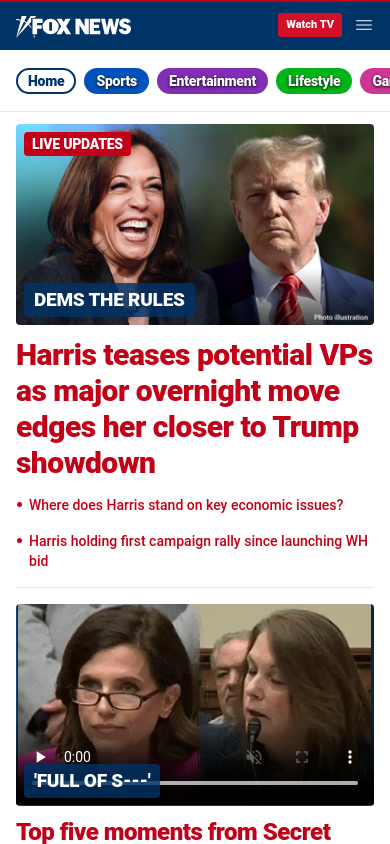 FOX NEWS
Watch TV
Home
Sports
Entertainment
Lifestyle
Ga
LIVE UPDATES
DEMS THE RULES
Photo illustration
Harris teases potential VPs
as major overnight move
edges her closer to Trump
showdown
• Where does Harris stand on key economic issues?
• Harris holding first campaign rally since launching WH
bid
0:00
'FULL OF S---'
Top five moments from Secret